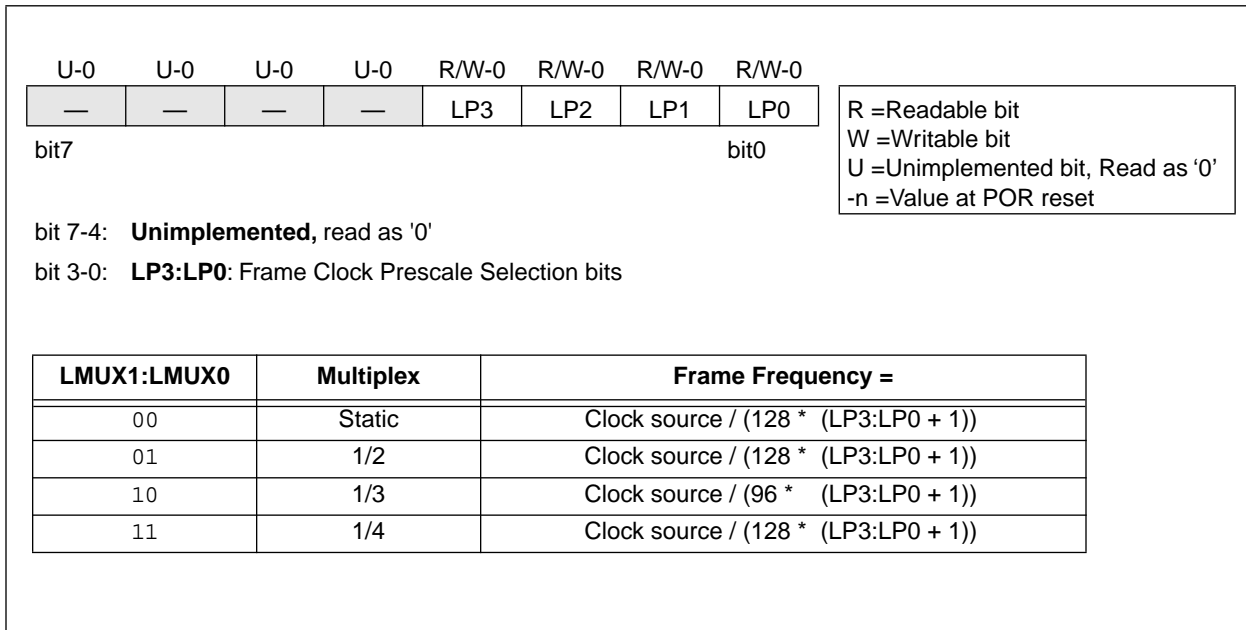 U-0 U-0 U-0 U-0 R/W-0 R/W-0 R/W-0 R/W-0
— — — — LP3 LP2 LP1 LP0
bit7 bit0
R =Readable bit
W =Writable bit
U =Unimplemented bit, Read as ‘0’
-n =Value at POR reset
bit 7-4: Unimplemented, read as '0'
bit 3-0: LP3:LP0: Frame Clock Prescale Selection bits
LMUX1:LMUX0 Multiplex Frame Frequency =
00 Static Clock source / (128 * (LP3:LP0 + 1))
01 1/2 Clock source / (128 * (LP3:LP0 + 1))
10 1/3 Clock source / (96 * (LP3:LP0 + 1))
11 1/4 Clock source / (128 * (LP3:LP0 + 1))